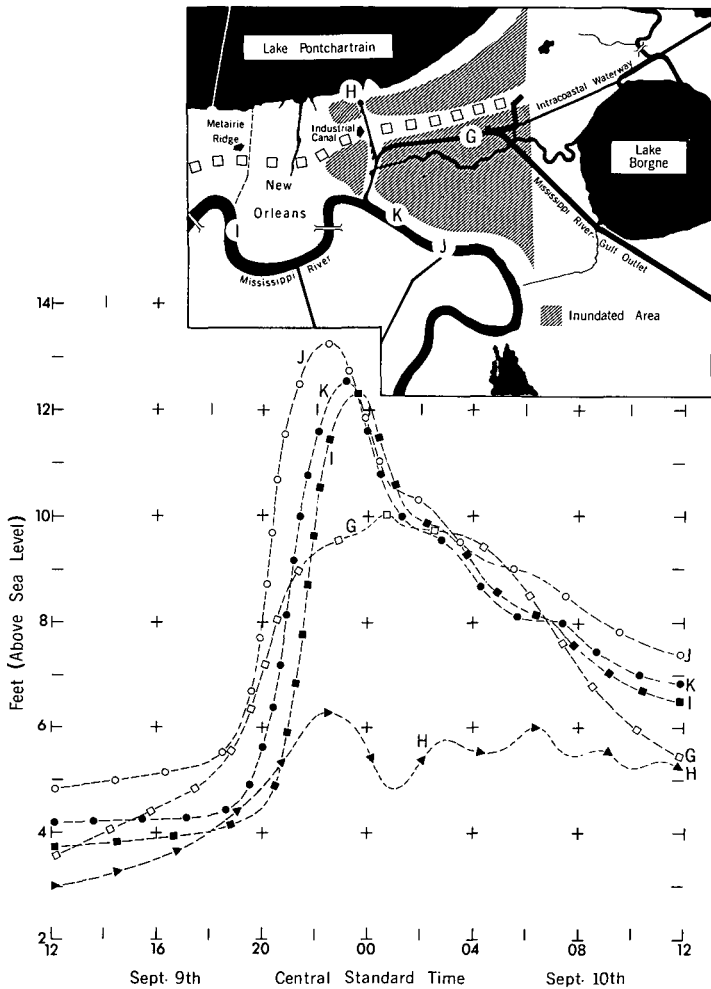 Lake Pontchartrain
H
Metairie
Ridge
Industrial
Canal
G
Intracoastal Waterway
Lake
Borgne
New
Orleans
I
K
J
Mississippi River
Mississippi River-Gulf Outlet
Inundated Area
14
12
10
8
6
4
2
Feet (Above Sea Level)
J
K
I
G
H
J
K
I
G
H
12
16
20
00
04
08
12
Sept. 9th
Central Standard Time
Sept. 10th